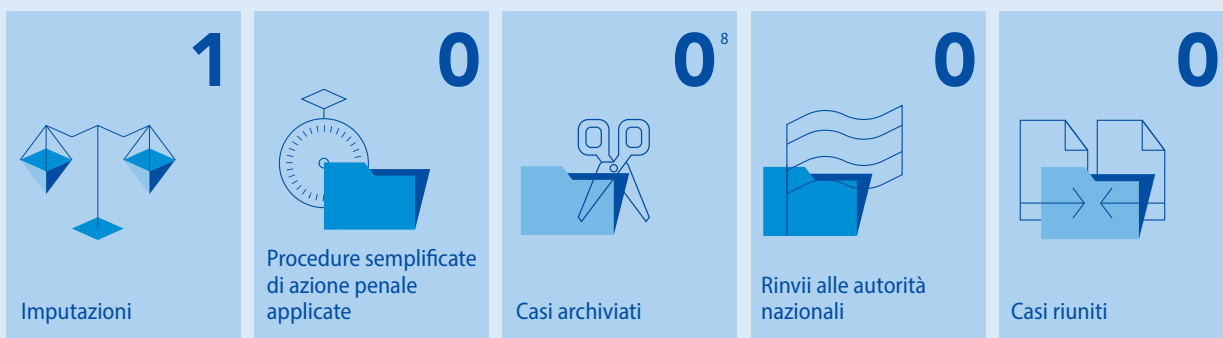 1
Imputazioni
0
Procedure semplificate
di azione penale
applicate
0 8
Casi archiviati
0
Rinvii alle autorità
nazionali
0
Casi riuniti